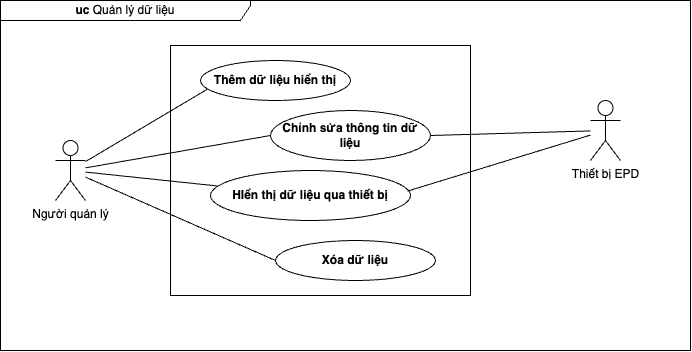 uc Quản lý dữ liệu
Thêm dữ liệu hiển thị
Chỉnh sửa thông tin dữ
liệu
HIển thị dữ liệu qua thiết bị
Xóa dữ liệu
Người quản lý
Thiết bị EPD